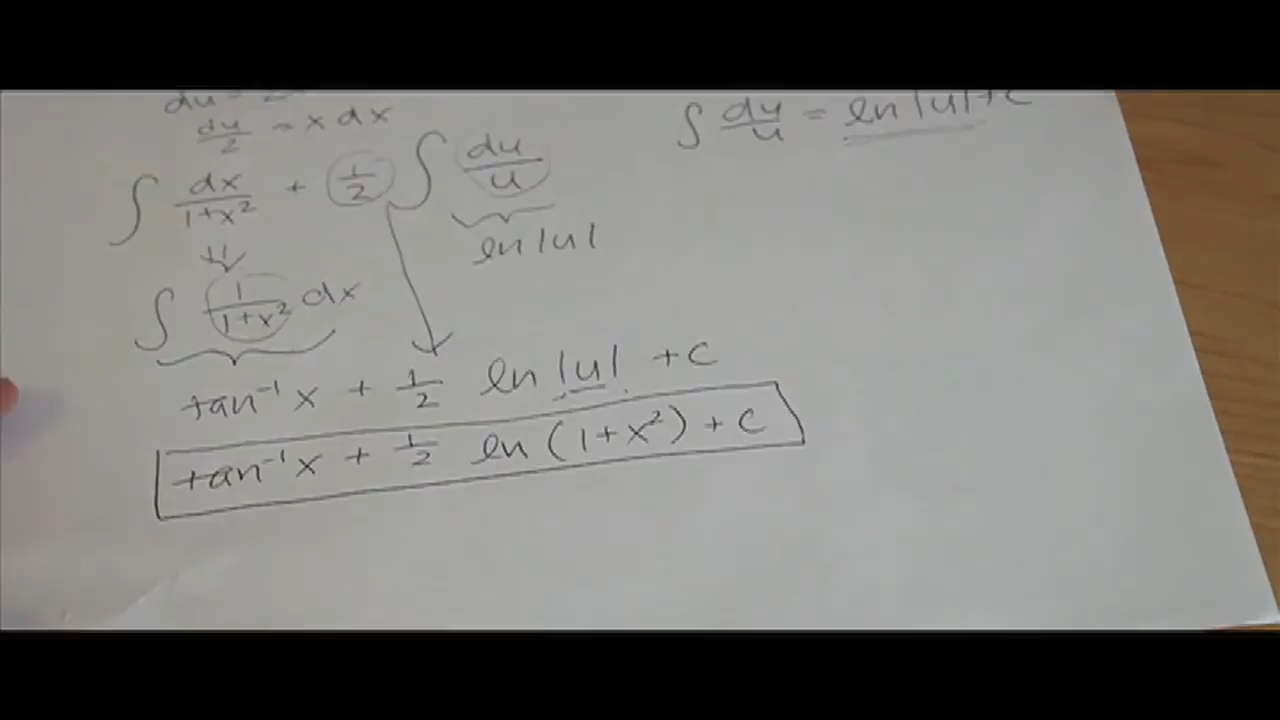 du =
du/2 = x dx
∫ du/u = ln|u|+c
∫ dx/1+x² + 1/2 ∫ du/u
ln|u|
∫ 1/1+x² dx
tan⁻¹x + 1/2 ln|u| + c
tan⁻¹x + 1/2 ln(1+x²) + c